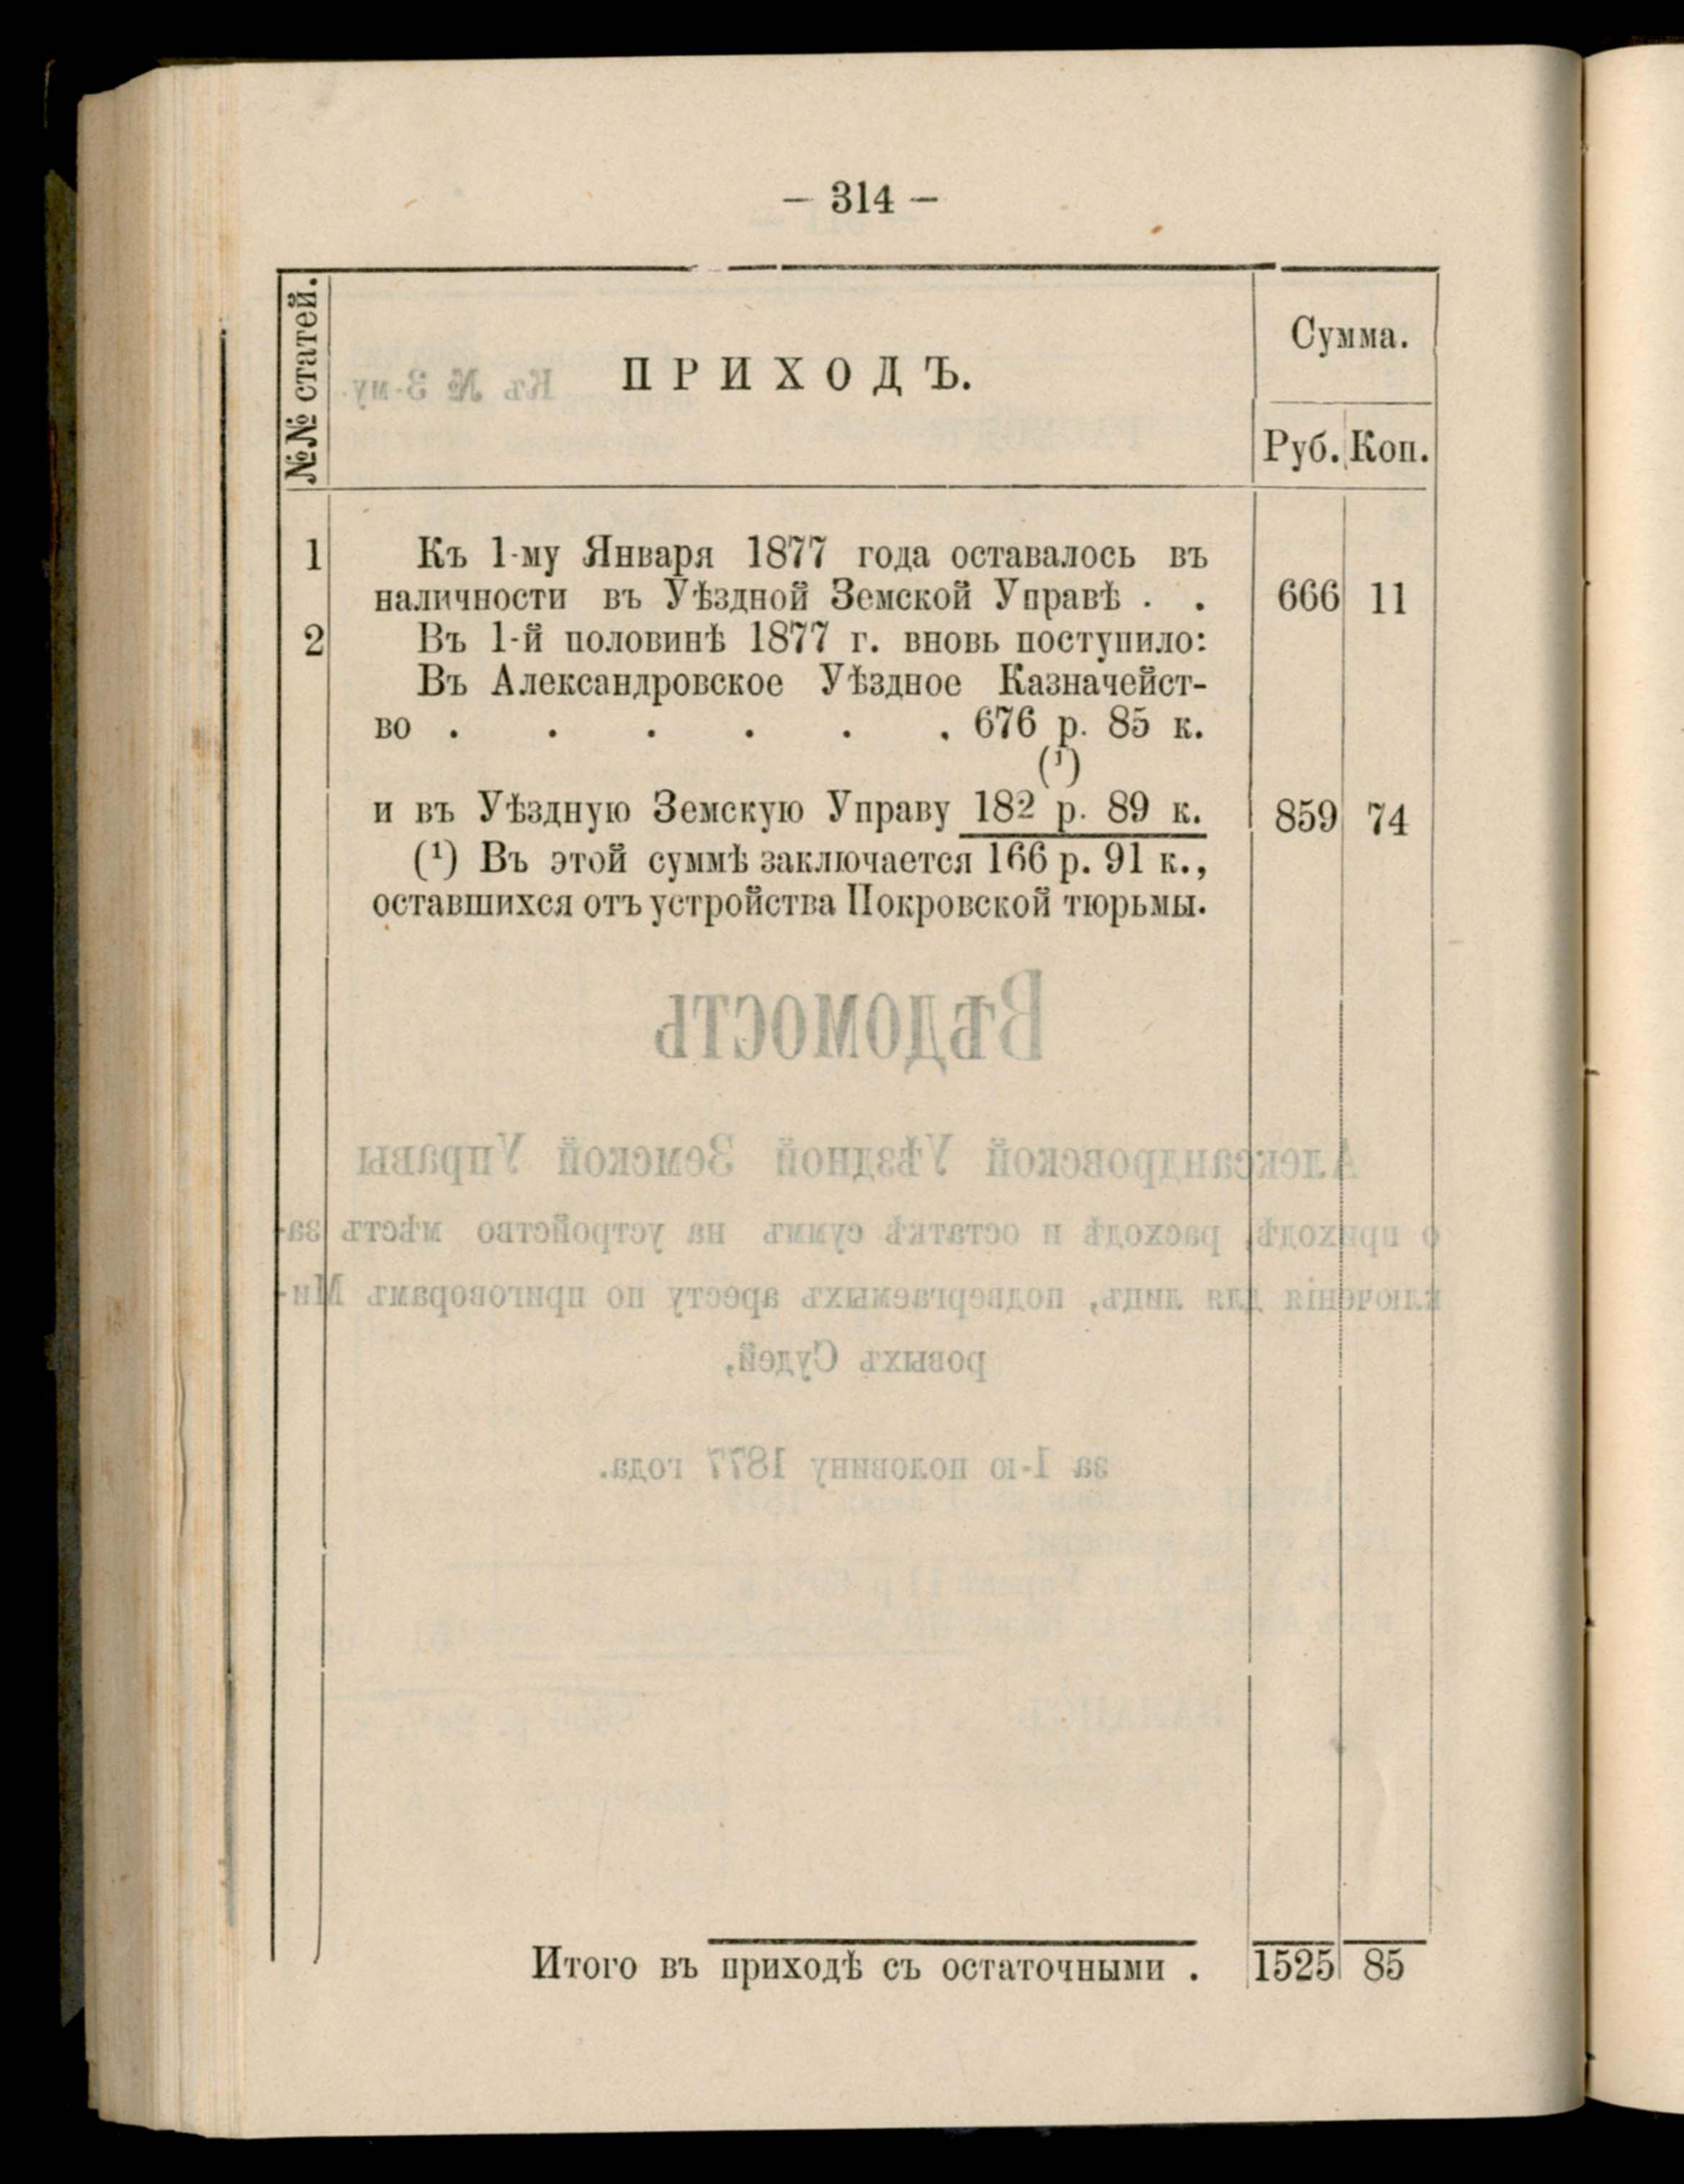 — 314 —
№№ статей.
ПРИХОДЪ.
Сумма.
Руб. Коп.
1 Къ 1-му Января 1877 года оставалось въ
наличности въ Уѣздной Земской Управѣ . . 666 11
2 Въ 1-й половинѣ 1877 г. вновь поступило:
Въ Александровское Уѣздное Казначейст-
во . . . . . . 676 р. 85 к.
(¹)
и въ Уѣздную Земскую Управу 182 р. 89 к. 859 74
(¹) Въ этой суммѣ заключается 166 р. 91 к.,
оставшихся отъ устройства Покровской тюрьмы.
Итого въ приходѣ съ остаточными . 1525 85